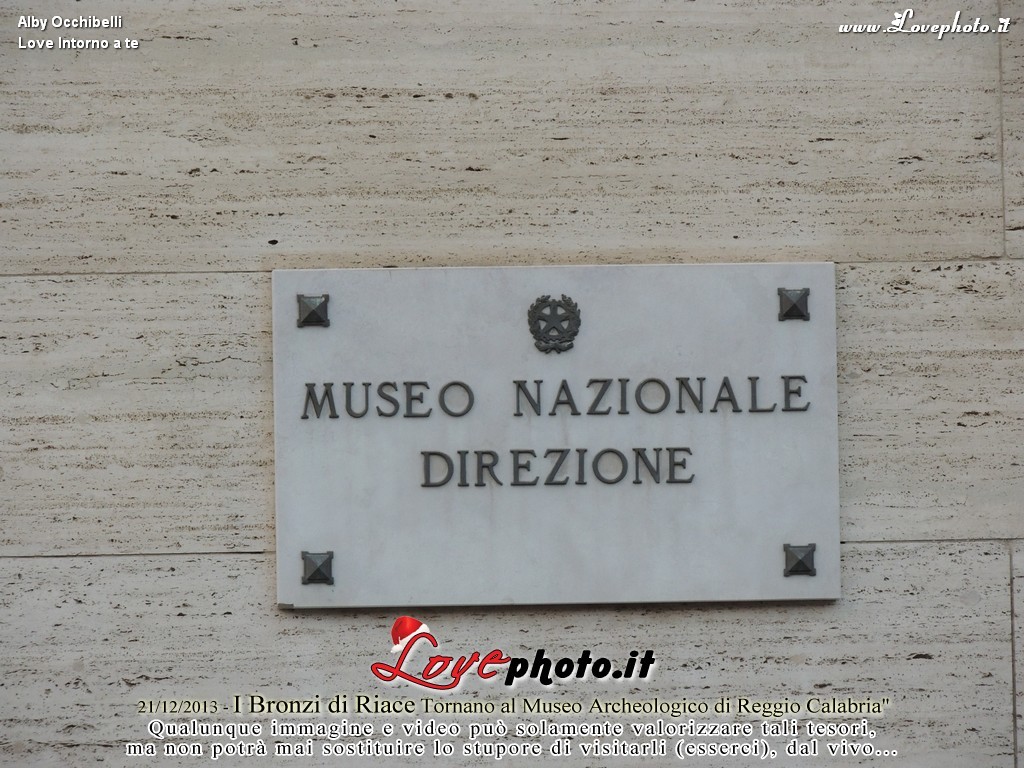 Alby Occhibelli
www.Lovephoto.it
Love Intorno a te
MUSEO NAZIONALE
DIREZIONE
Lovephoto.it
21/12/2013 - I Bronzi di Riace Tornano al Museo Archeologico di Reggio Calabria"
Qualunque immagine e video può solamente valorizzare tali tesori,
ma non potrà mai sostituire lo stupore di visitarli (esserci), dal vivo...